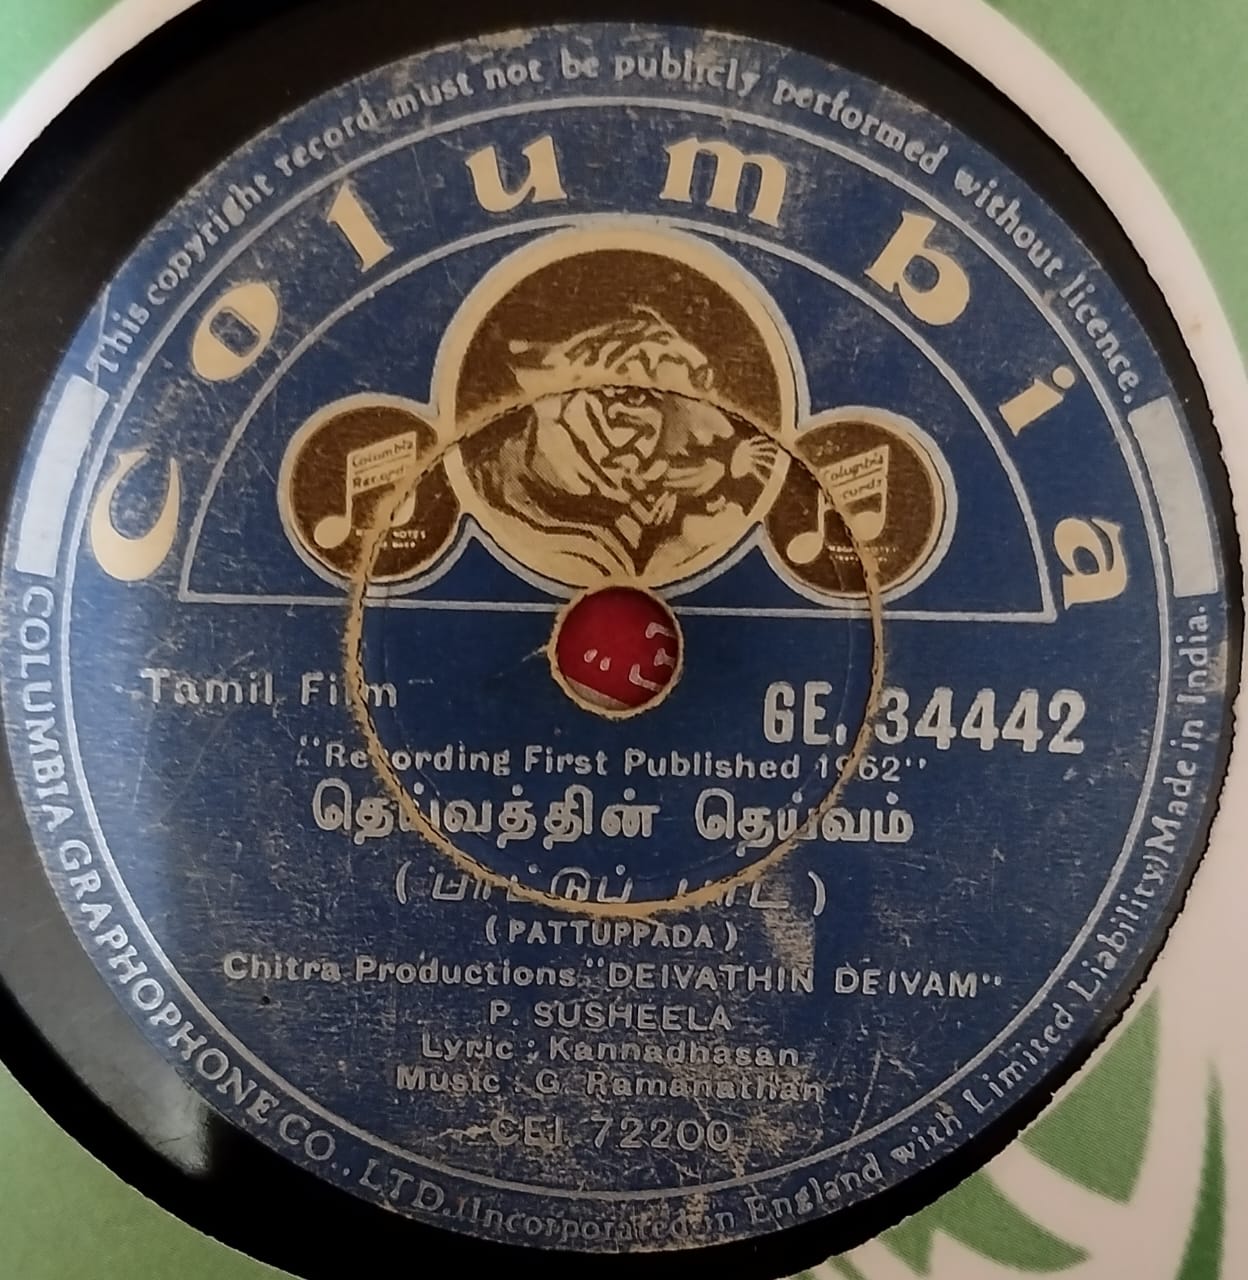 This copyright record must not be publicly performed without licence.
Columbia
Columbia
Columbia
Tamil Film
GE. 34442
"Recording First Published 1962"
தெய்வத்தின் தெய்வம்
(பாட்டுப் பாட)
(PATTUPPADA)
Chitra Productions "DEIVATHIN DEIVAM"
P. SUSHEELA
Lyric : Kannadhasan
Music : G. Ramanathan
CEI. 72200
COLUMBIA GRAPHOPHONE CO., LTD. (Incorporated in England with Limited Liability) Made in India.